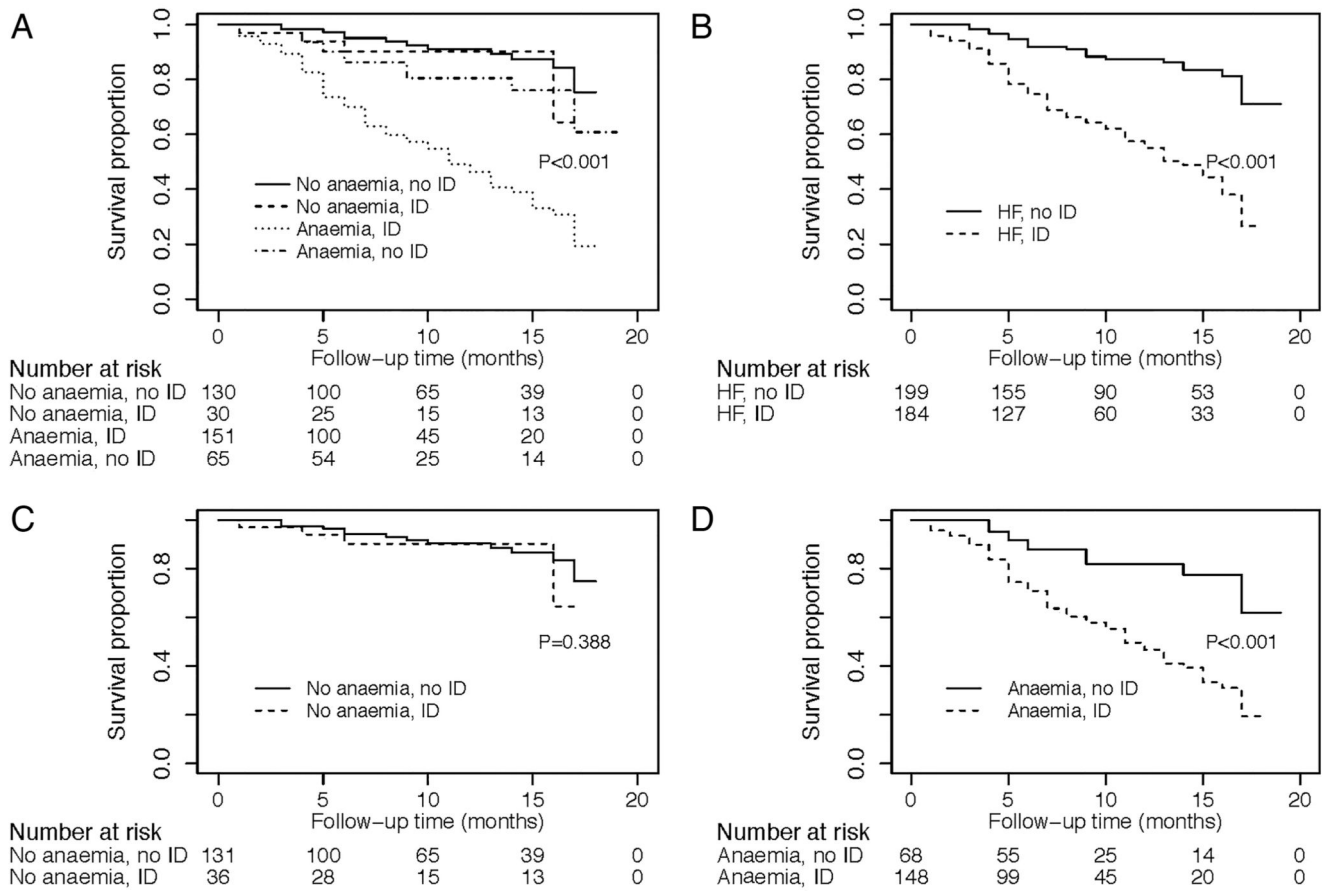 A
Survival proportion
1.0
0.8
0.6
0.4
0.2
0.0
P<0.001
No anaemia, no ID
No anaemia, ID
Anaemia, ID
Anaemia, no ID
0 5 10 15 20
Follow-up time (months)
Number at risk
No anaemia, no ID 130 100 65 39 0
No anaemia, ID 30 25 15 13 0
Anaemia, ID 151 100 45 20 0
Anaemia, no ID 65 54 25 14 0
B
Survival proportion
1.0
0.8
0.6
0.4
0.2
0.0
P<0.001
HF, no ID
HF, ID
0 5 10 15 20
Follow-up time (months)
Number at risk
HF, no ID 199 155 90 53 0
HF, ID 184 127 60 33 0
C
Survival proportion
0.8
0.4
0.0
P=0.388
No anaemia, no ID
No anaemia, ID
0 5 10 15 20
Follow-up time (months)
Number at risk
No anaemia, no ID 131 100 65 39 0
No anaemia, ID 36 28 15 13 0
D
Survival proportion
0.8
0.4
0.0
P<0.001
Anaemia, no ID
Anaemia, ID
0 5 10 15 20
Follow-up time (months)
Number at risk
Anaemia, no ID 68 55 25 14 0
Anaemia, ID 148 99 45 20 0